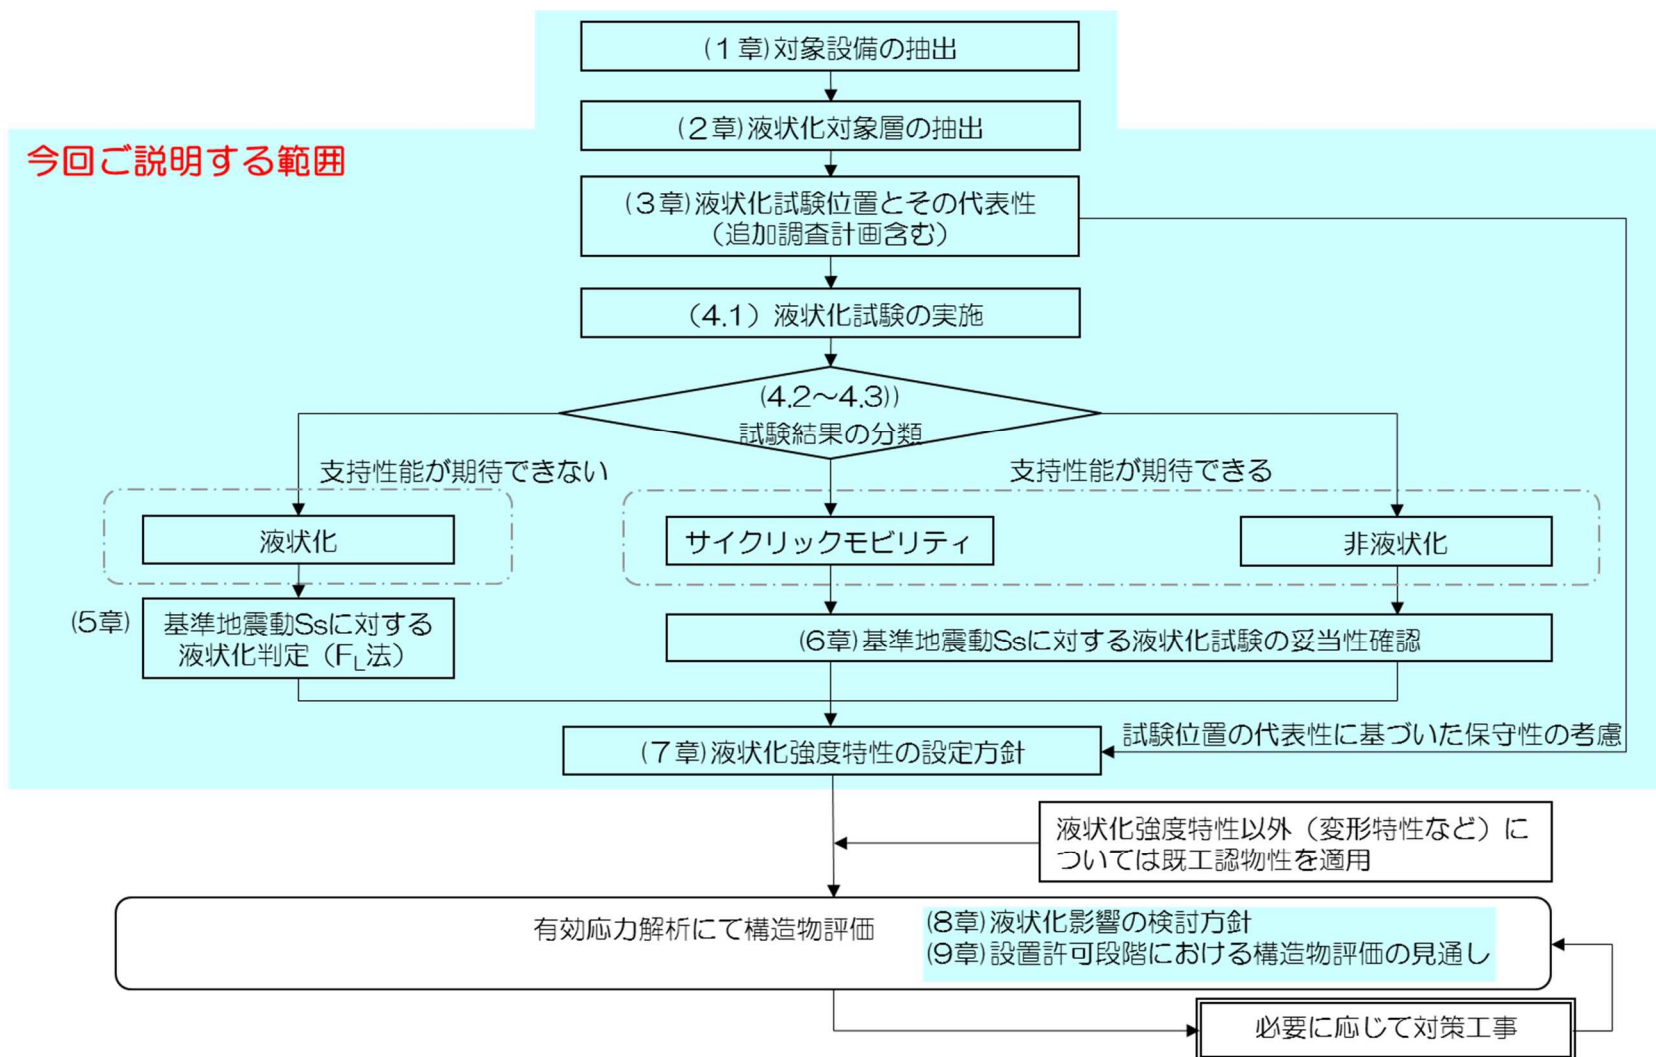 (1章)対象設備の抽出
(2章)液状化対象層の抽出
今回ご説明する範囲
(3章)液状化試験位置とその代表性
（追加調査計画含む）
（4.1）液状化試験の実施
(4.2～4.3))
試験結果の分類
支持性能が期待できない
支持性能が期待できる
液状化
サイクリックモビリティ
非液状化
(5章)
基準地震動Ssに対する
液状化判定（FL法）
(6章)基準地震動Ssに対する液状化試験の妥当性確認
(7章)液状化強度特性の設定方針
試験位置の代表性に基づいた保守性の考慮
液状化強度特性以外（変形特性など）に
ついては既工認物性を適用
有効応力解析にて構造物評価
(8章)液状化影響の検討方針
(9章)設置許可段階における構造物評価の見通し
必要に応じて対策工事